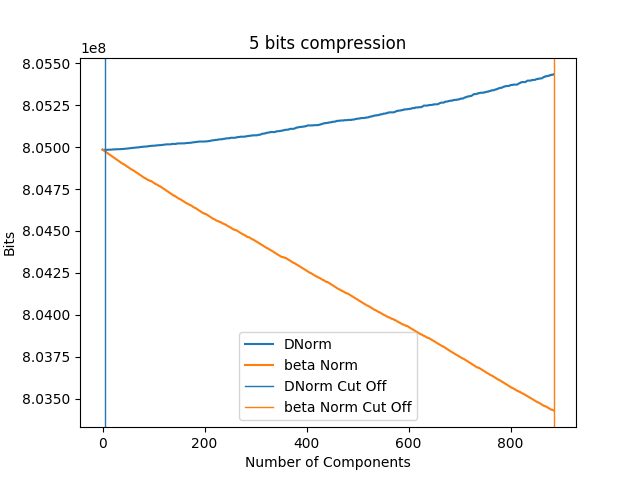 5 bits compression
1e8
8.0550
8.0525
8.0500
8.0475
8.0450
8.0425
8.0400
8.0375
8.0350
Bits
DNorm
beta Norm
DNorm Cut Off
beta Norm Cut Off
0 200 400 600 800
Number of Components